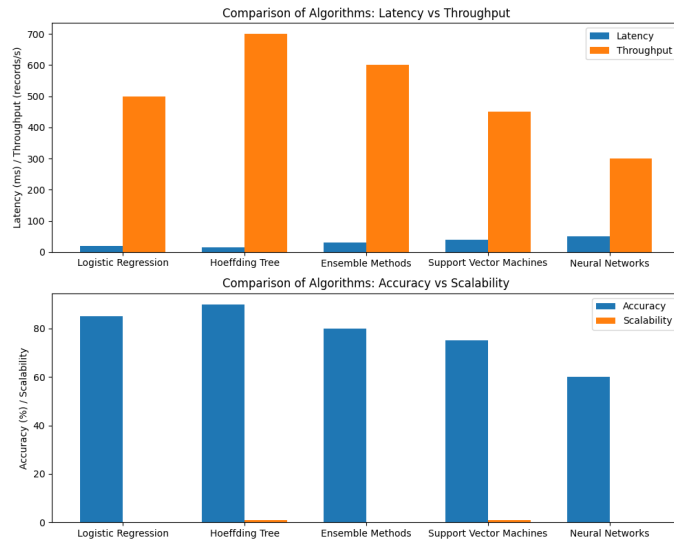 Comparison of Algorithms: Latency vs Throughput
Latency (ms) / Throughput (records/s)
700
600
500
400
300
200
100
0
Latency
Throughput
Logistic Regression
Hoeffding Tree
Ensemble Methods
Support Vector Machines
Neural Networks
Comparison of Algorithms: Accuracy vs Scalability
Accuracy (%) / Scalability
80
60
40
20
0
Accuracy
Scalability
Logistic Regression
Hoeffding Tree
Ensemble Methods
Support Vector Machines
Neural Networks